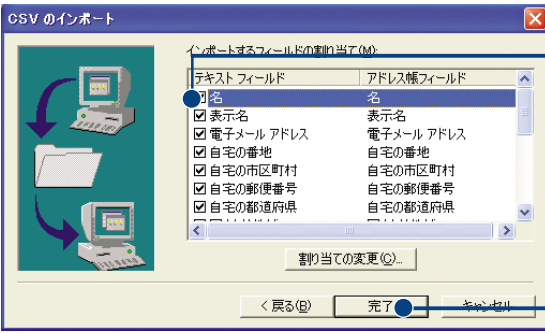 CSV のインポート
インポートするフィールドの割り当て(M):
テキスト フィールド アドレス帳フィールド
名 名
表示名 表示名
電子メール アドレス 電子メール アドレス
自宅の番地 自宅の番地
自宅の市区町村 自宅の市区町村
自宅の郵便番号 自宅の郵便番号
自宅の都道府県 自宅の都道府県
割り当ての変更(C)...
< 戻る(B) 完了 キャンセル